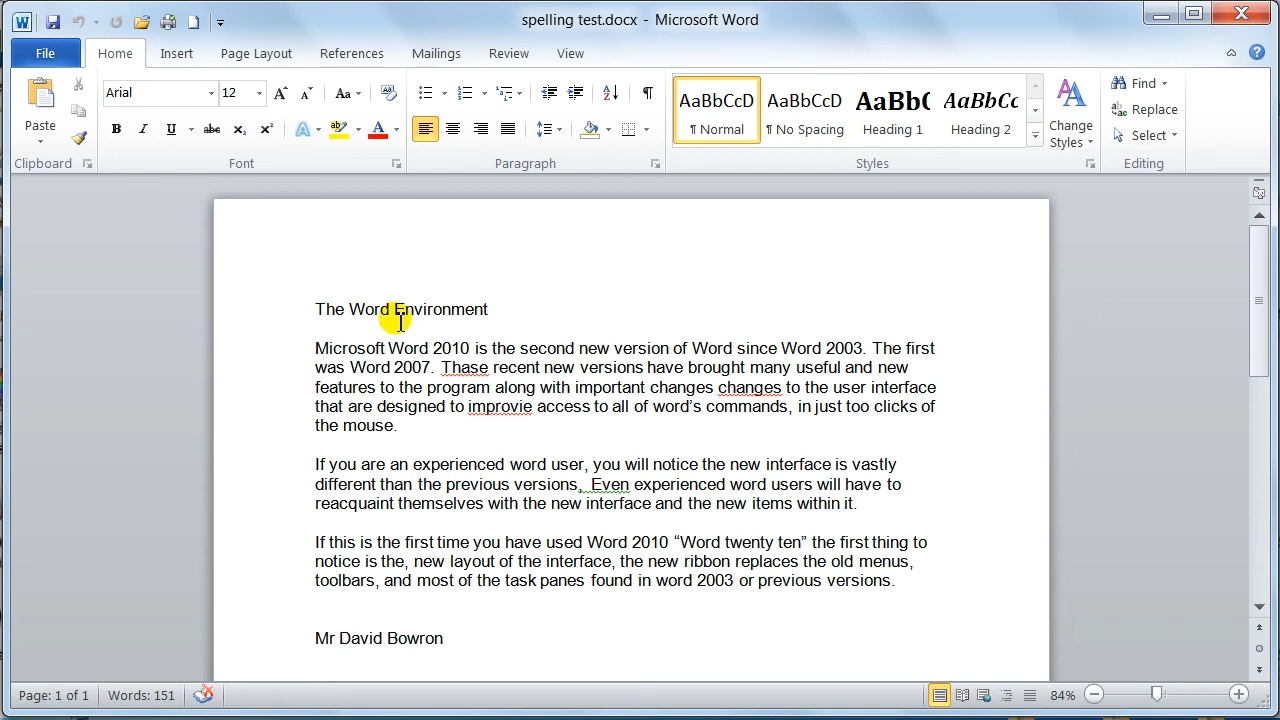 spelling test.docx - Microsoft Word
File Home Insert Page Layout References Mailings Review View
Paste
Clipboard
Arial 12
Aa
B I U abc x₂ x²
A A
Font
Paragraph
AaBbCcD AaBbCcD AaBbC AaBbCc
¶ Normal ¶ No Spacing Heading 1 Heading 2
Styles
Change
Styles
Find
Replace
Select
Editing
The Word Environment
Microsoft Word 2010 is the second new version of Word since Word 2003. The first
was Word 2007. Thase recent new versions have brought many useful and new
features to the program along with important changes changes to the user interface
that are designed to improvie access to all of word’s commands, in just too clicks of
the mouse.
If you are an experienced word user, you will notice the new interface is vastly
different than the previous versions, Even experienced word users will have to
reacquaint themselves with the new interface and the new items within it.
If this is the first time you have used Word 2010 “Word twenty ten” the first thing to
notice is the, new layout of the interface, the new ribbon replaces the old menus,
toolbars, and most of the task panes found in word 2003 or previous versions.
Mr David Bowron
Page: 1 of 1 Words: 151 84%